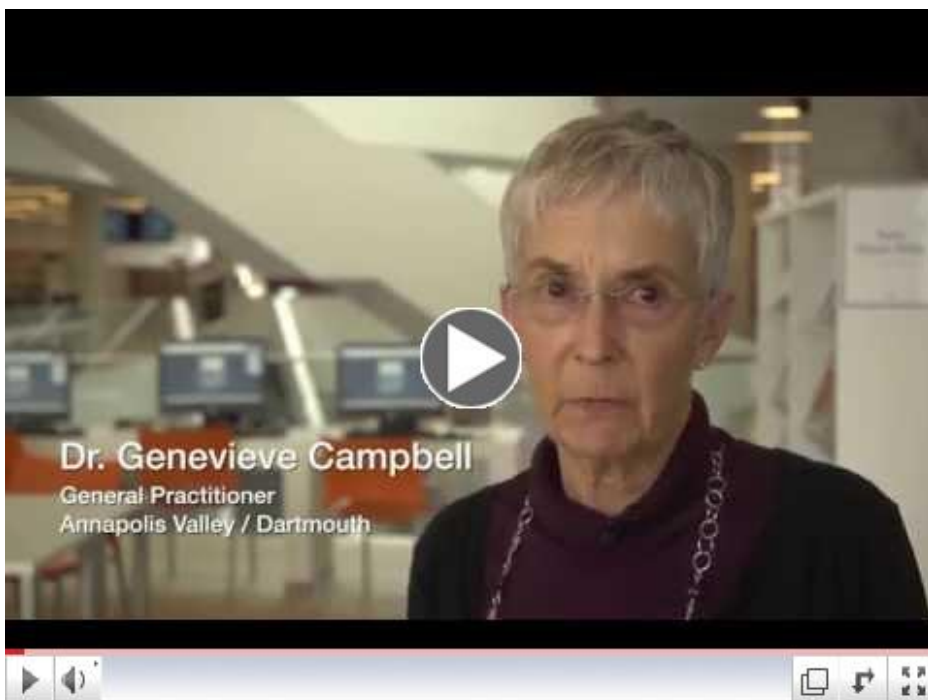 Dr. Genevieve Campbell
General Practitioner
Annapolis Valley / Dartmouth